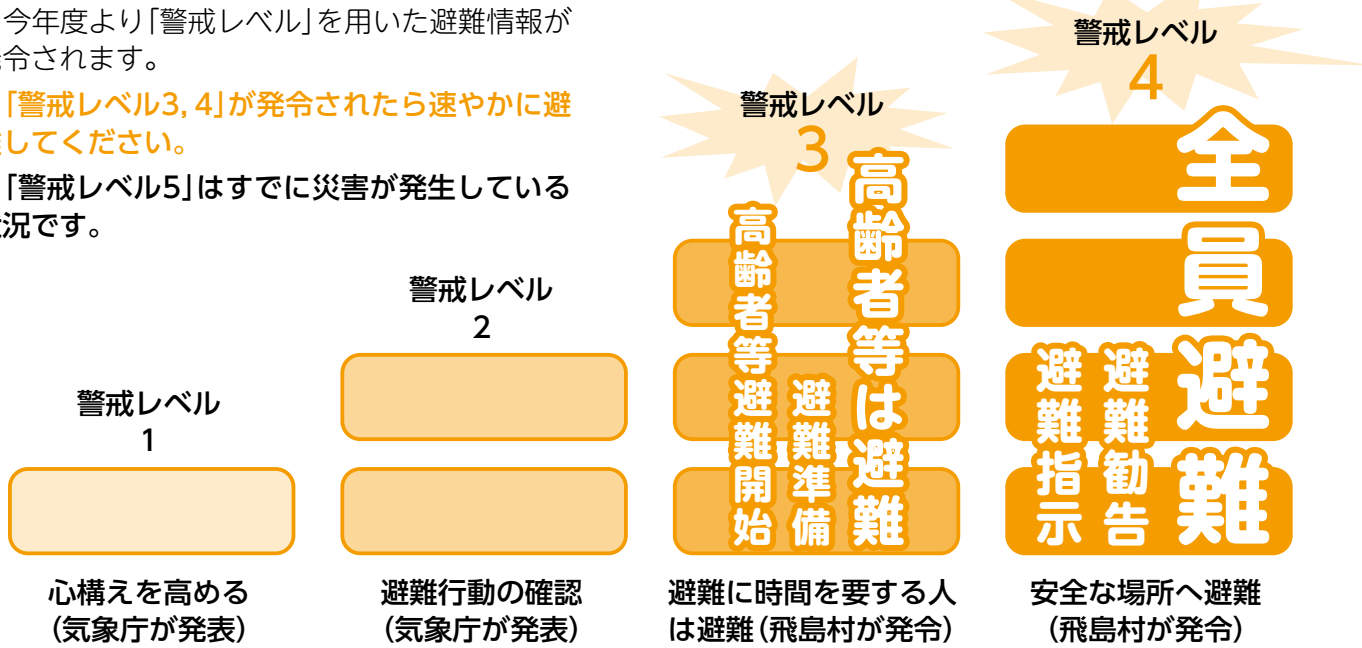 今年度より｢警戒レベル｣を用いた避難情報が
令されます。
｢警戒レベル3, 4｣が発令されたら速やかに避
してください。
｢警戒レベル5｣はすでに災害が発生している
況です。
警戒レベル
1
心構えを高める
(気象庁が発表)
警戒レベル
2
避難行動の確認
(気象庁が発表)
警戒レベル
3
高齢者等は避難
避難準備
高齢者等避難開始
避難に時間を要する人
は避難(飛島村が発令)
警戒レベル
4
全員避難
避難勧告
避難指示
安全な場所へ避難
(飛島村が発令)